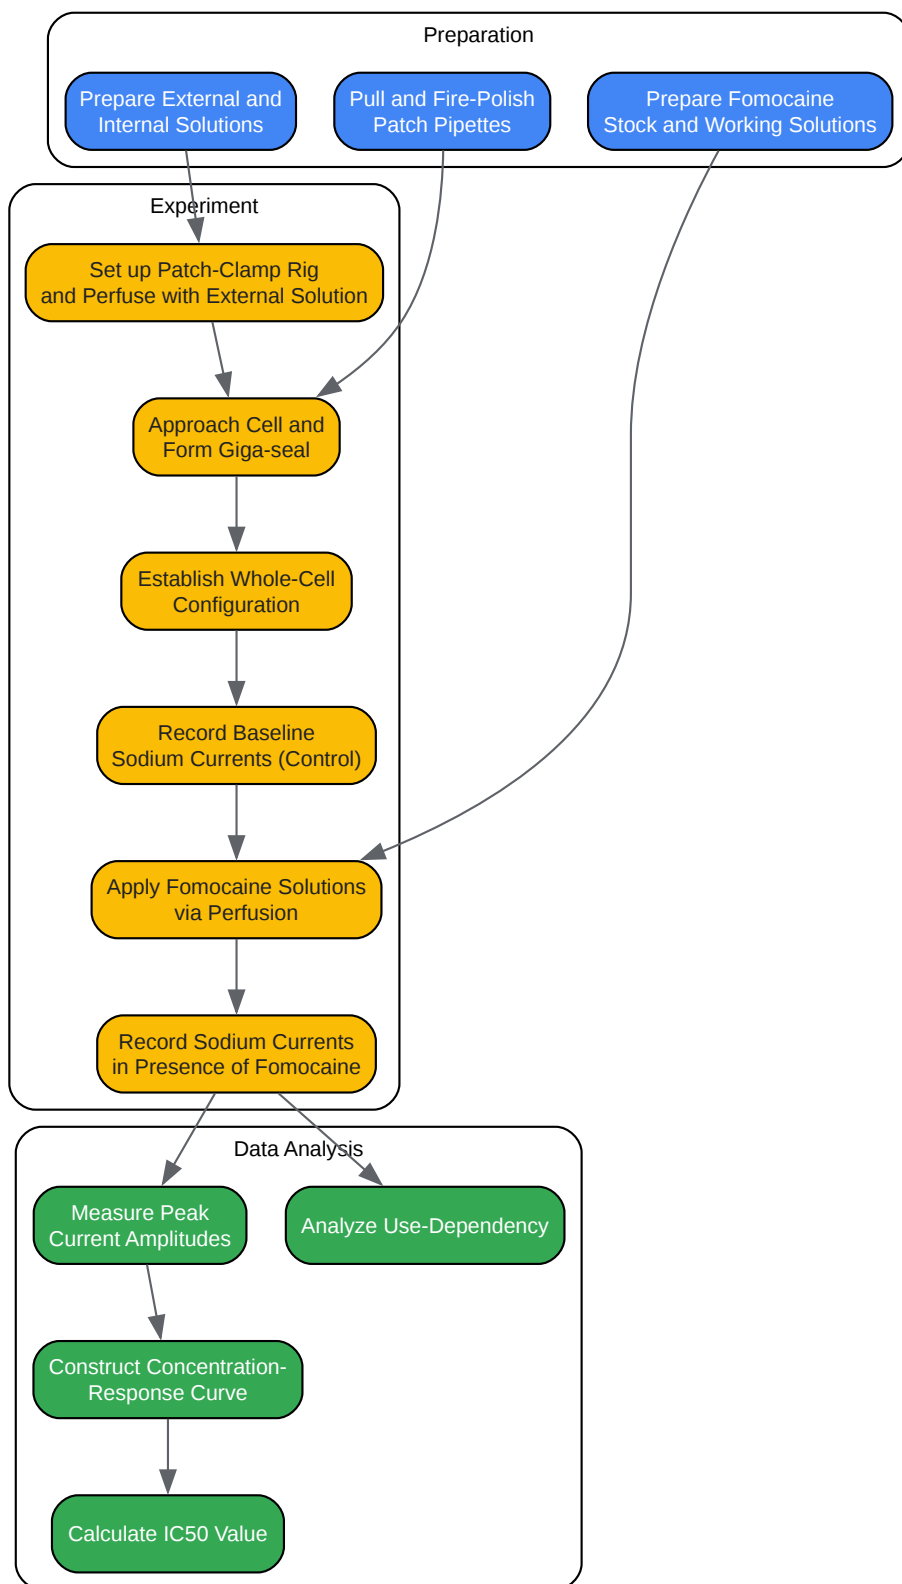 Preparation
Prepare External and
Internal Solutions
Pull and Fire-Polish
Patch Pipettes
Prepare Fomocaine
Stock and Working Solutions
Experiment
Set up Patch-Clamp Rig
and Perfuse with External Solution
Approach Cell and
Form Giga-seal
Establish Whole-Cell
Configuration
Record Baseline
Sodium Currents (Control)
Apply Fomocaine Solutions
via Perfusion
Record Sodium Currents
in Presence of Fomocaine
Data Analysis
Measure Peak
Current Amplitudes
Analyze Use-Dependency
Construct Concentration-
Response Curve
Calculate IC50 Value